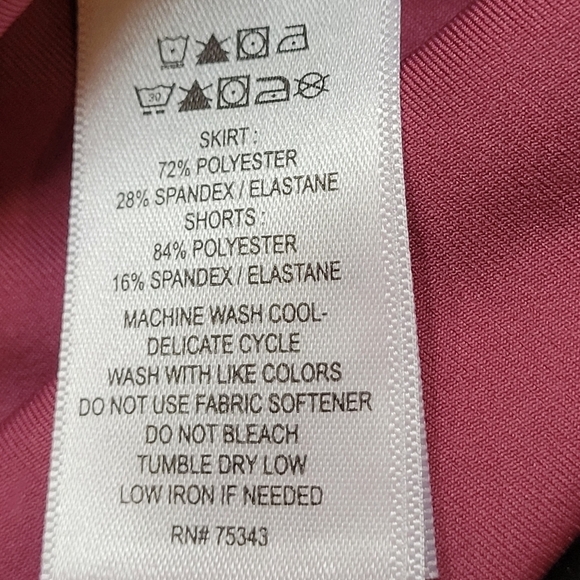 30
SKIRT :
72% POLYESTER
28% SPANDEX / ELASTANE
SHORTS :
84% POLYESTER
16% SPANDEX / ELASTANE
MACHINE WASH COOL-
DELICATE CYCLE
WASH WITH LIKE COLORS
DO NOT USE FABRIC SOFTENER
DO NOT BLEACH
TUMBLE DRY LOW
LOW IRON IF NEEDED
RN# 75343